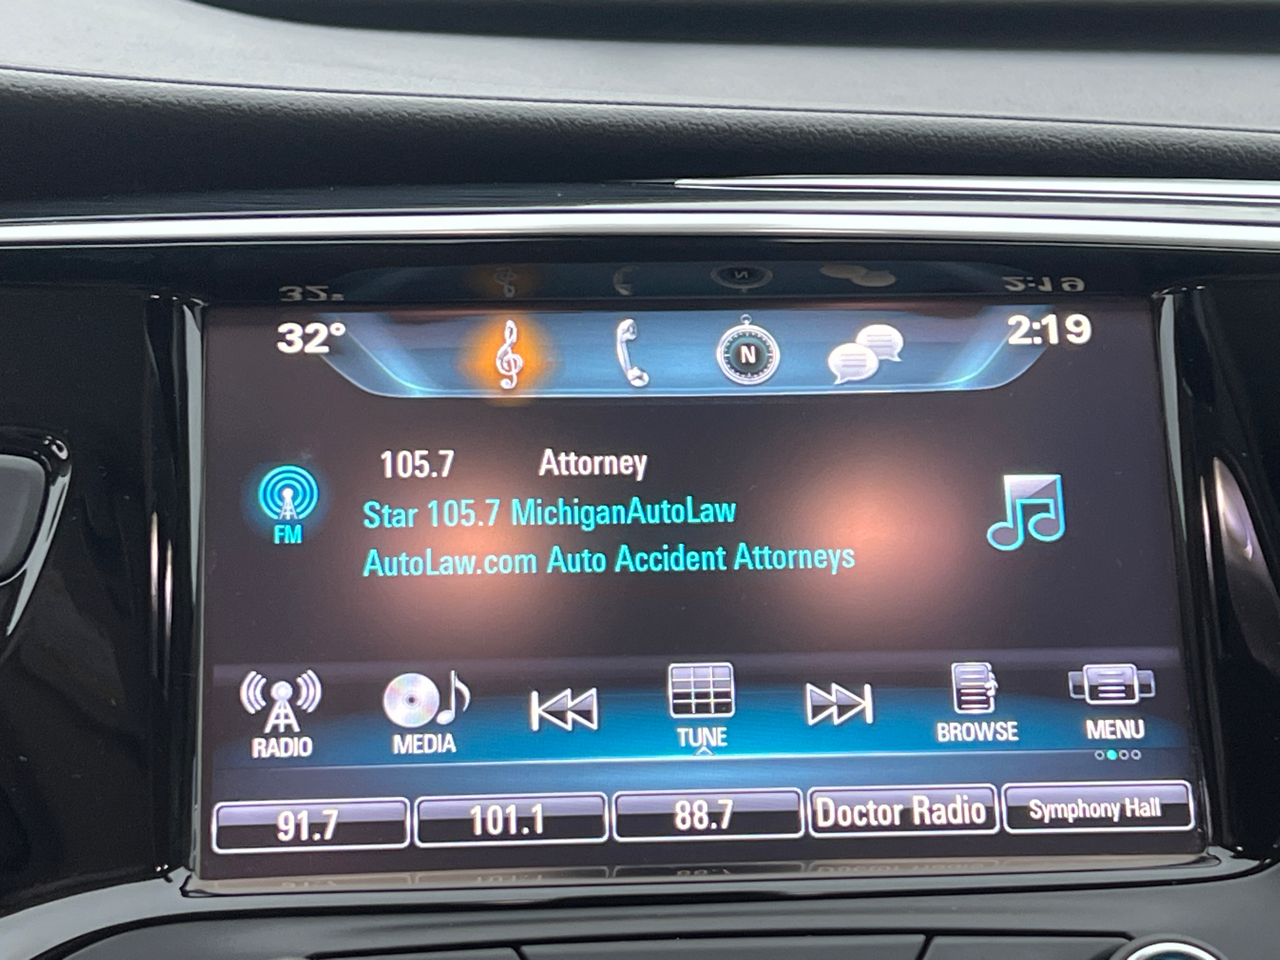 32° N 2:19
105.7 Attorney
FM
Star 105.7 MichiganAutoLaw
AutoLaw.com Auto Accident Attorneys
RADIO MEDIA TUNE BROWSE MENU
91.7 101.1 88.7 Doctor Radio Symphony Hall